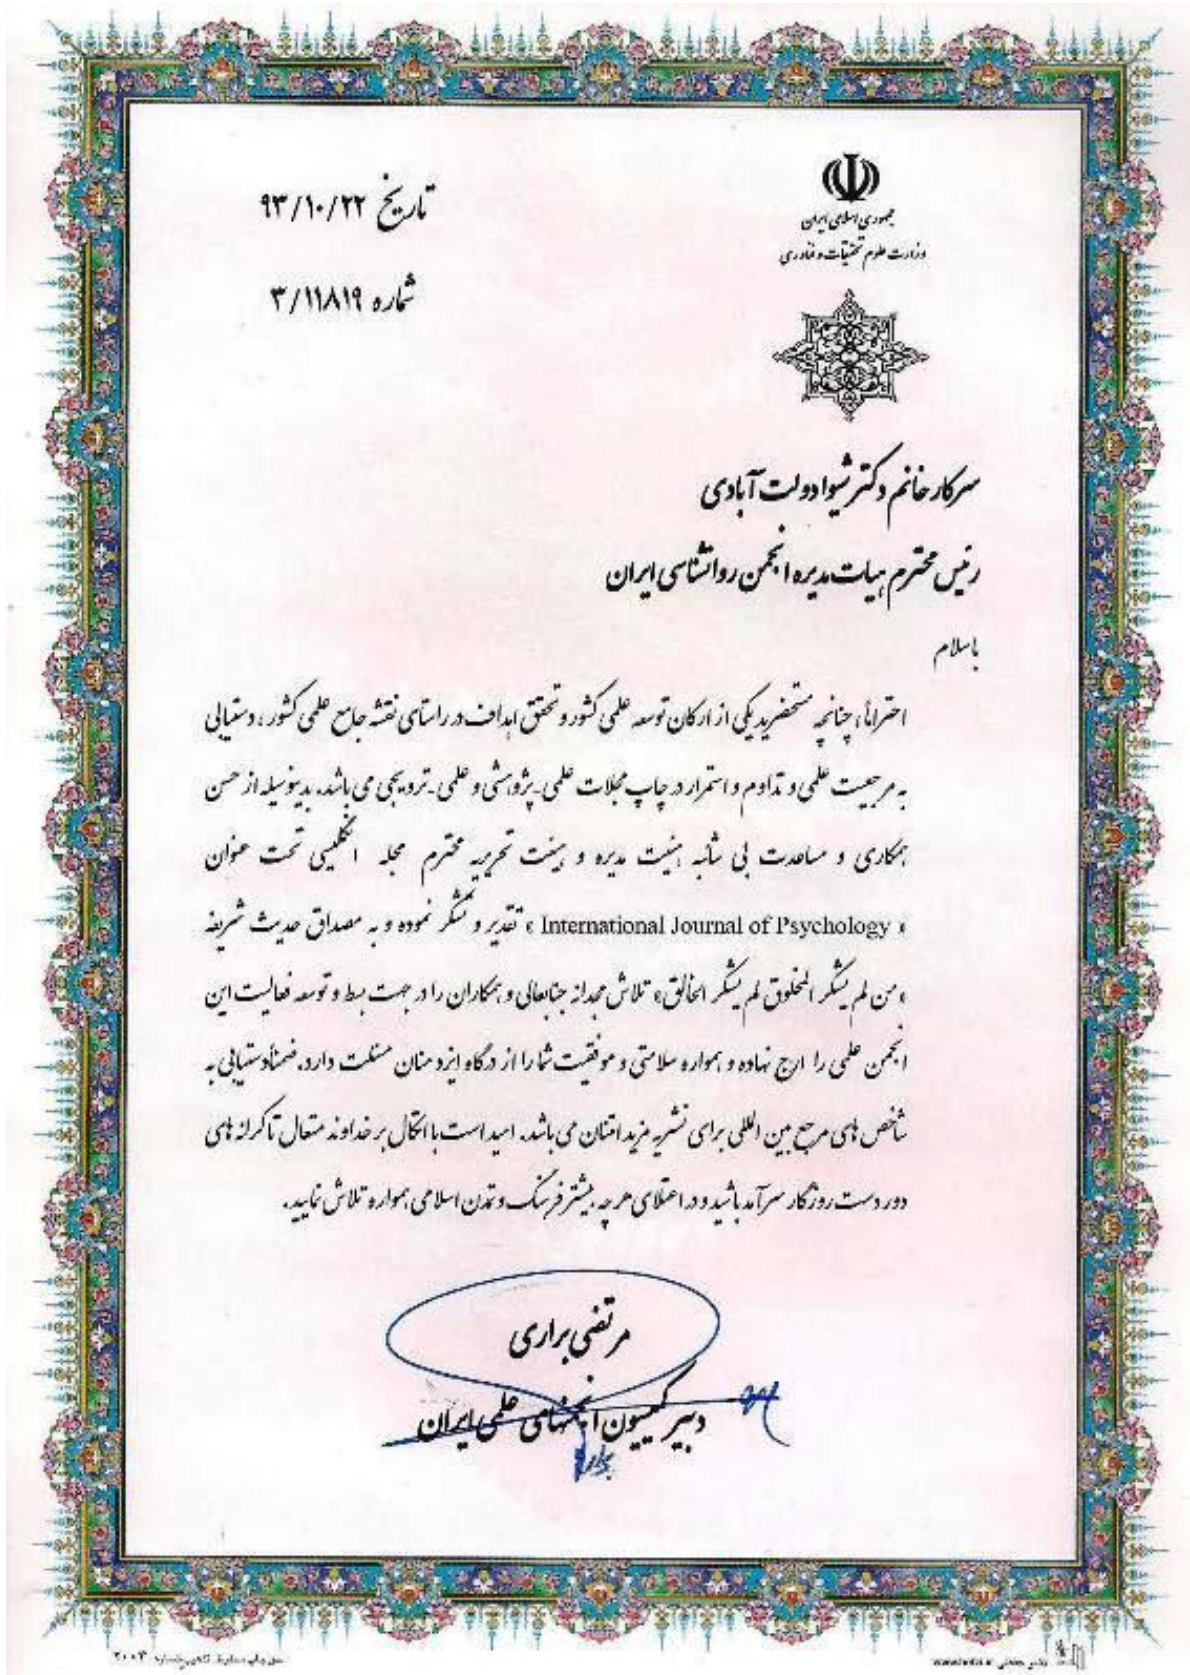 جمهوری اسلامی ایران
وزارت علوم تحقیقات و فناوری
تاریخ ۹۳/۱۰/۲۲
شماره ۳/۱۱۸۱۹
سرکار خانم دکتر شیوا دولت آبادی
رئیس محترم هیات مدیره انجمن روانشناسی ایران
باسلام
احتراماً، چنانچه مستحضرید یکی از ارکان توسعه علمی کشور و تحقق اهداف در راستای نقشه جامع علمی کشور، دستیابی
به مرجعیت علمی و تداوم و استمرار در چاپ مجلات علمی-پژوهشی و علمی-ترویجی می باشد. بدینوسیله از حسن
همکاری و مساعدت بی شائبه هیئت مدیره و هیئت تحریریه محترم مجله انگلیسی تحت عنوان
« International Journal of Psychology » تقدیر و تشکر نموده و به مصداق حدیث شریفه
«من لم یشکر المخلوق لم یشکر الخالق» تلاش مجدانه جنابعالی و همکاران را در جهت بسط و توسعه فعالیت این
انجمن علمی را ارج نهاده و همواره سلامتی و موفقیت شما را از درگاه ایزد منان مسئلت دارد. ضمناً دستیابی به
شاخص های مرجع بین المللی برای نشریه مزید امتنان می باشد. امید است با اتکال بر خداوند متعال تا کرانه های
دوردست روزگار سرآمد باشید و در اعتلای هر چه بیشتر فرهنگ و تمدن اسلامی همواره تلاش نمایید.
مرتضی براری
دبیر کمیسیون انجمنهای علمی ایران